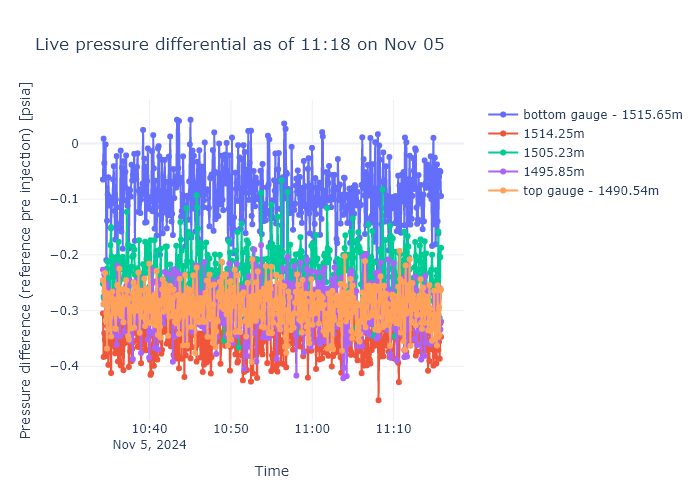 Live pressure differential as of 11:18 on Nov 05
Pressure difference (reference pre injection) [psia]
0
−0.1
−0.2
−0.3
−0.4
10:40
Nov 5, 2024
10:50
11:00
11:10
Time
bottom gauge - 1515.65m
1514.25m
1505.23m
1495.85m
top gauge - 1490.54m